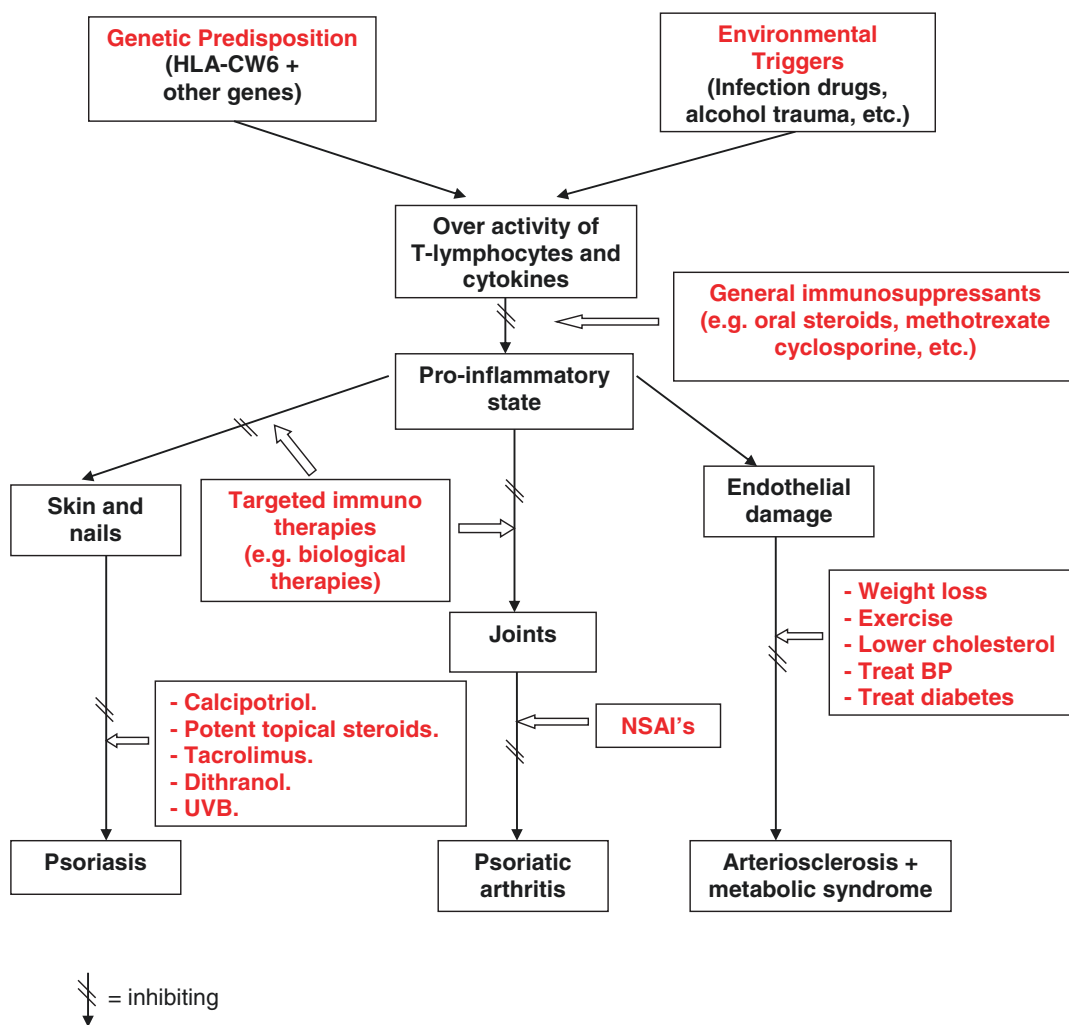 Genetic Predisposition
(HLA-CW6 +
other genes)
Environmental
Triggers
(Infection drugs,
alcohol trauma, etc.)
Over activity of
T-lymphocytes and
cytokines
General immunosuppressants
(e.g. oral steroids, methotrexate
cyclosporine, etc.)
Pro-inflammatory
state
Skin and
nails
Targeted immuno
therapies
(e.g. biological
therapies)
Endothelial
damage
Joints
- Weight loss
- Exercise
- Lower cholesterol
- Treat BP
- Treat diabetes
- Calcipotriol.
- Potent topical steroids.
- Tacrolimus.
- Dithranol.
- UVB.
NSAI's
Psoriasis
Psoriatic
arthritis
Arteriosclerosis +
metabolic syndrome
= inhibiting